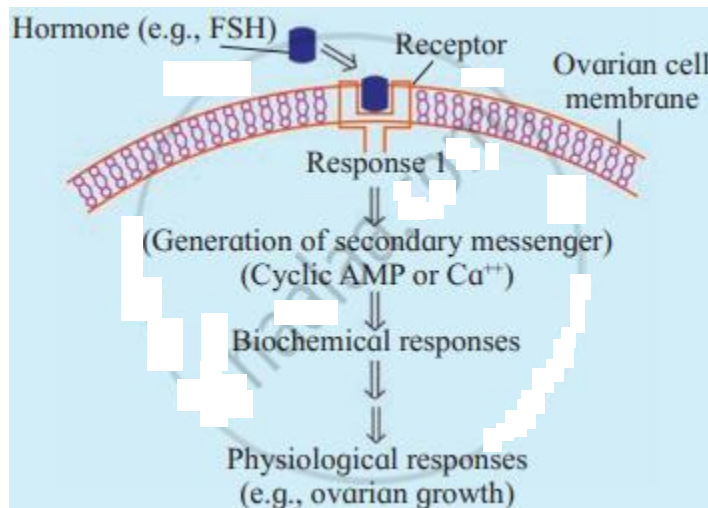 Hormone (e.g., FSH)
Receptor
Ovarian cell
membrane
Response 1
(Generation of secondary messenger)
(Cyclic AMP or Ca⁺⁺)
Biochemical responses
Physiological responses
(e.g., ovarian growth)